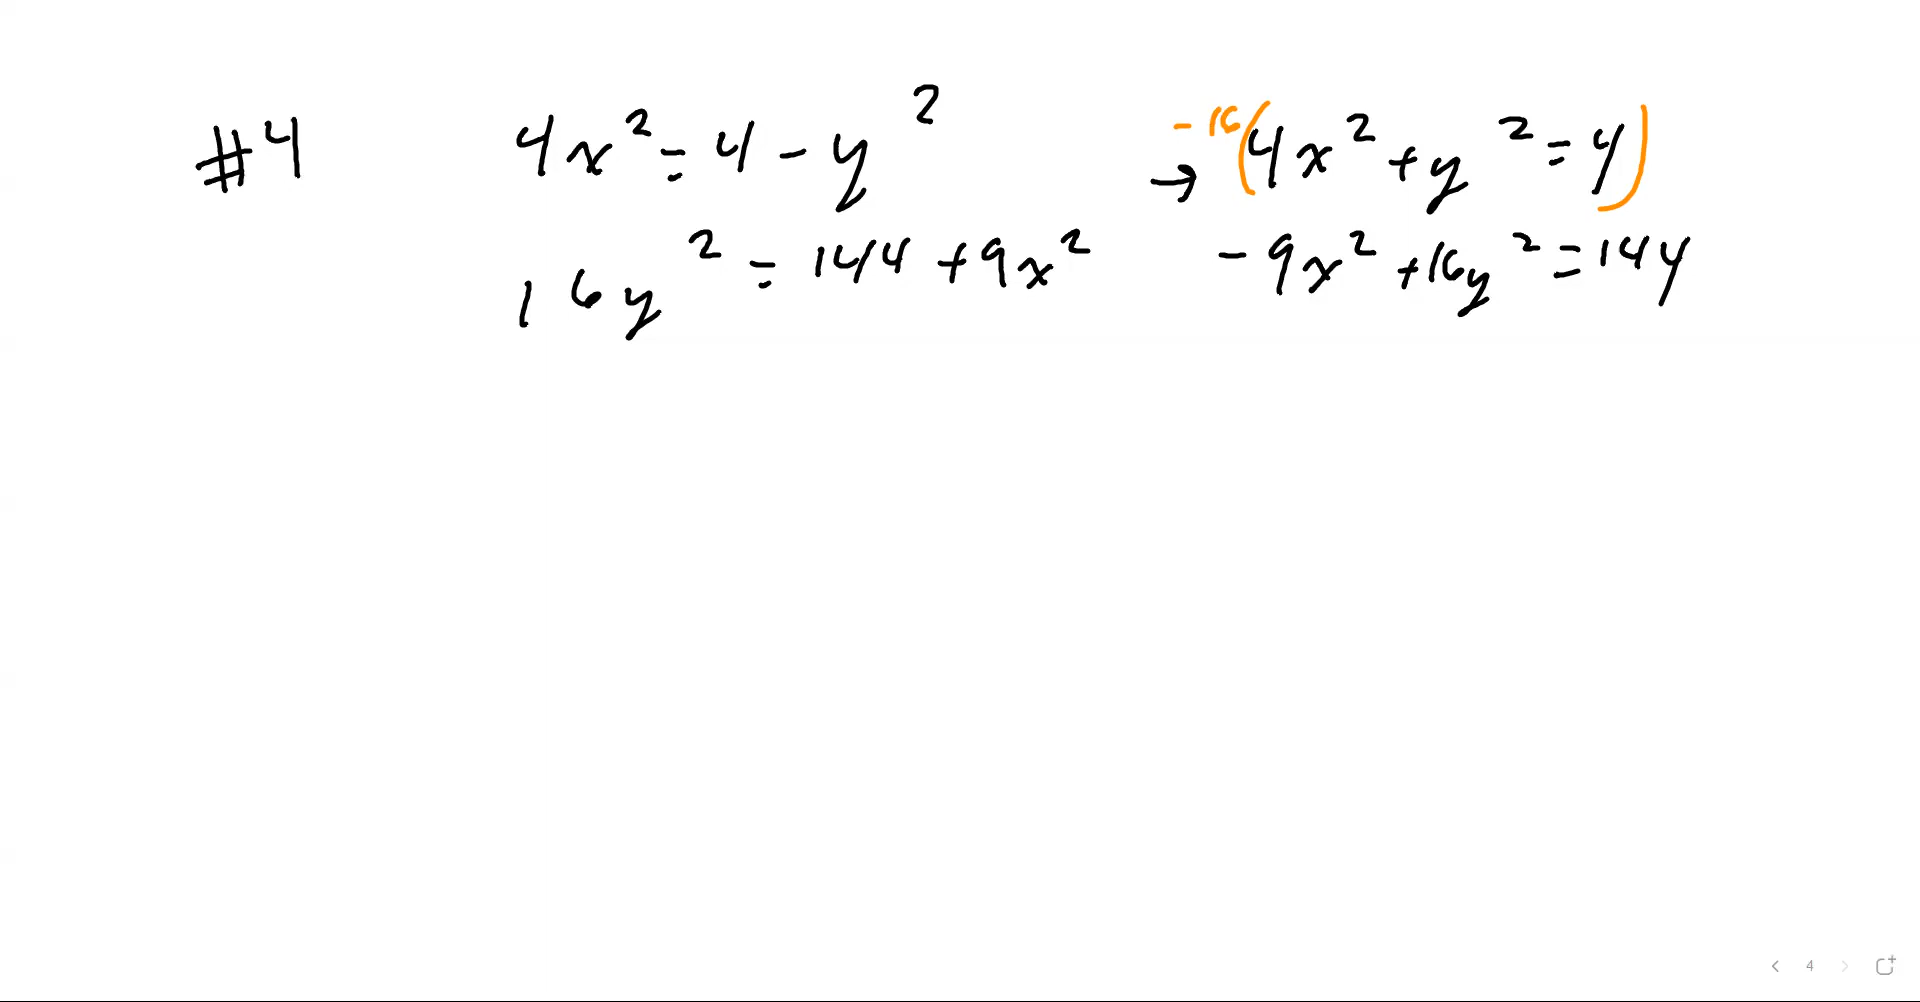 #4 4x² = 4 - y² → -16(4x² + y² = 4)
16y² = 144 + 9x² -9x² + 16y² = 144
4